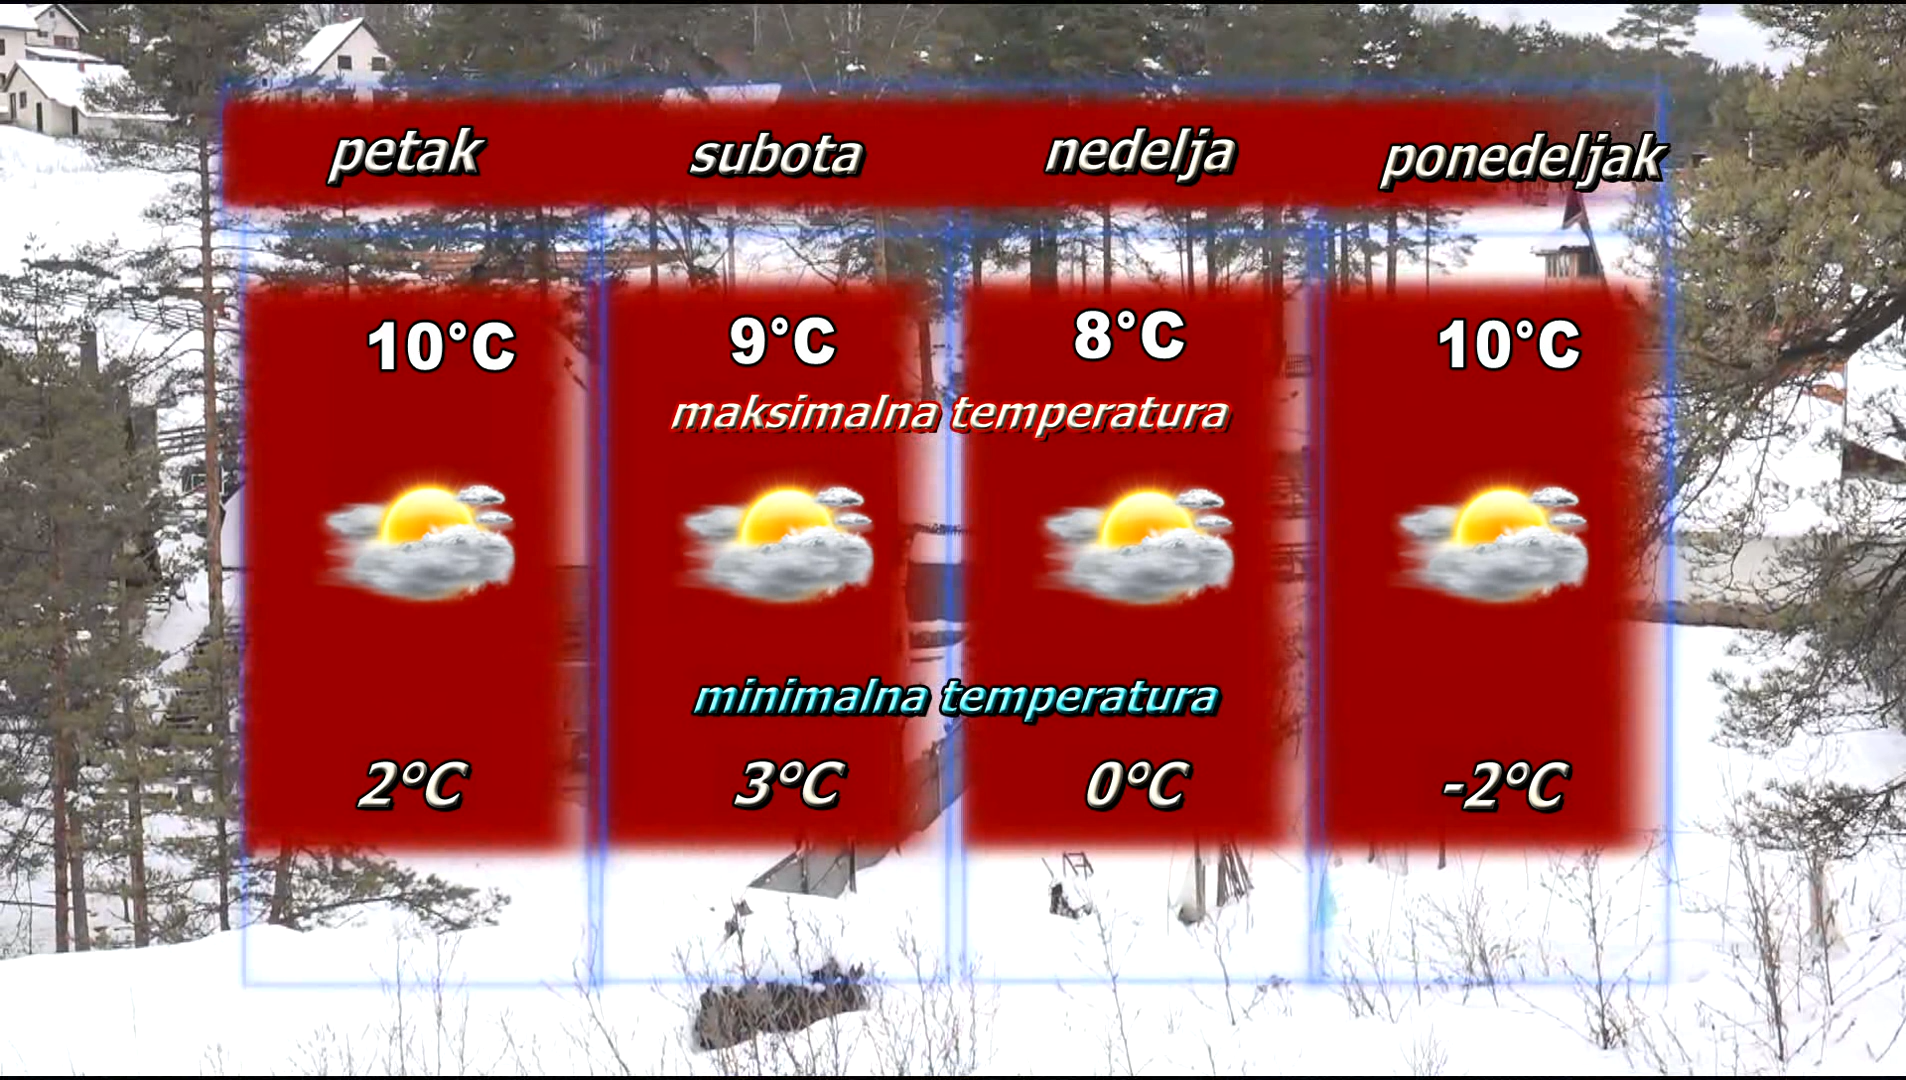 petak subota nedelja ponedeljak
10°C 9°C 8°C 10°C
maksimalna temperatura
minimalna temperatura
2°C 3°C 0°C -2°C